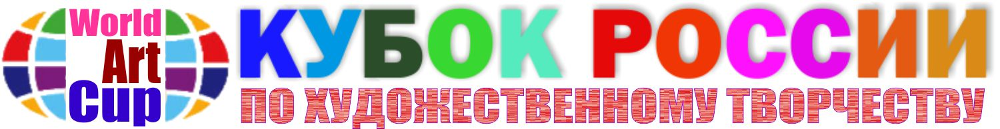 World
Art
Cup
КУБОК РОССИИ
ПО ХУДОЖЕСТВЕННОМУ ТВОРЧЕСТВУ